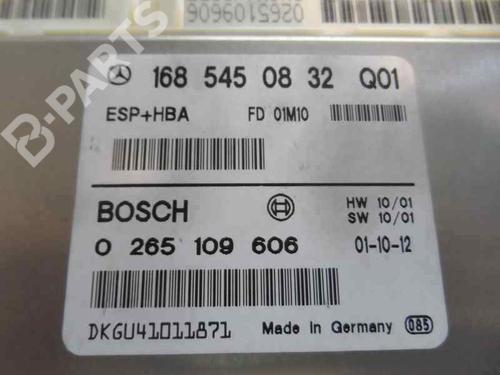 0265109606
168 545 08 32 Q01
ESP+HBA FD 01M10
BOSCH HW 10/01
SW 10/01
0 265 109 606 01-10-12
DKGU41011871 Made in Germany 085
B-PARTS